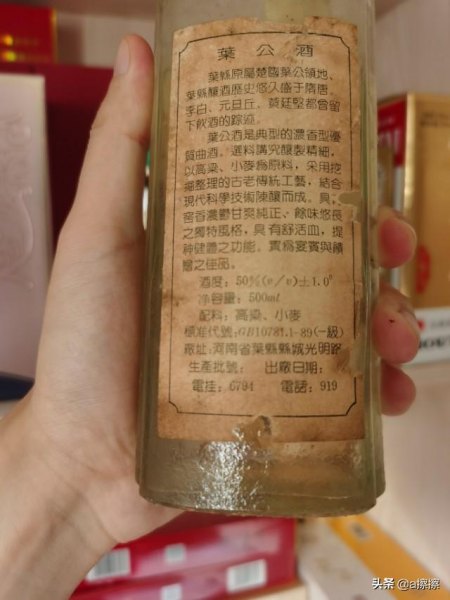 葉公酒
葉縣原屬楚國葉公領地、
葉縣釀酒歷史悠久盛于隋唐、
李白、元旦丘、黃廷堅都曾留
下飲酒的踪迹。
葉公酒是典型的濃香型優
質曲酒。選料講究釀製精細,
以高粱、小麥爲原料,采用挖
掘整理的古老傳統工藝,結合
現代科學技術陳釀而成。具
窖香濃鬱甘爽純正、餘味悠長
之獨特風格,具有舒活血,提
神健體之功能。實爲宴賓與饋
贈之佳品。
酒度:50%(v/v)±1.0°
净容量:500ml
配料:高粱、小麥
標准代號:GB10781.1-89(一級)
廠址:河南省葉縣縣城光明路
生產批號: 出廠日期:
電挂:6794 電話:919
头条 @a擦擦